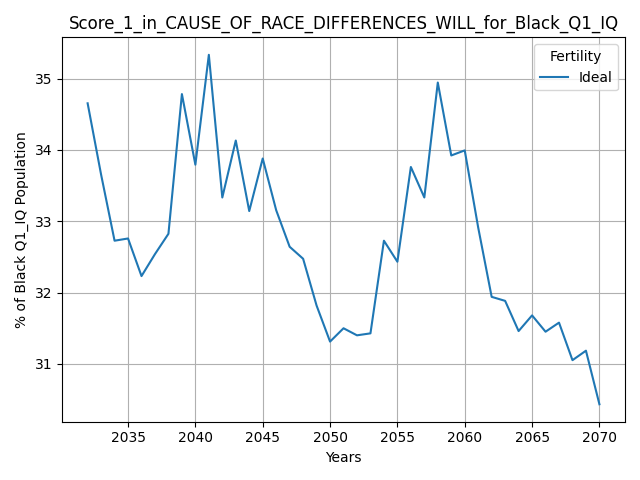 Score_1_in_CAUSE_OF_RACE_DIFFERENCES_WILL_for_Black_Q1_IQ
Fertility
Ideal
% of Black Q1_IQ Population
35
34
33
32
31
2035 2040 2045 2050 2055 2060 2065 2070
Years